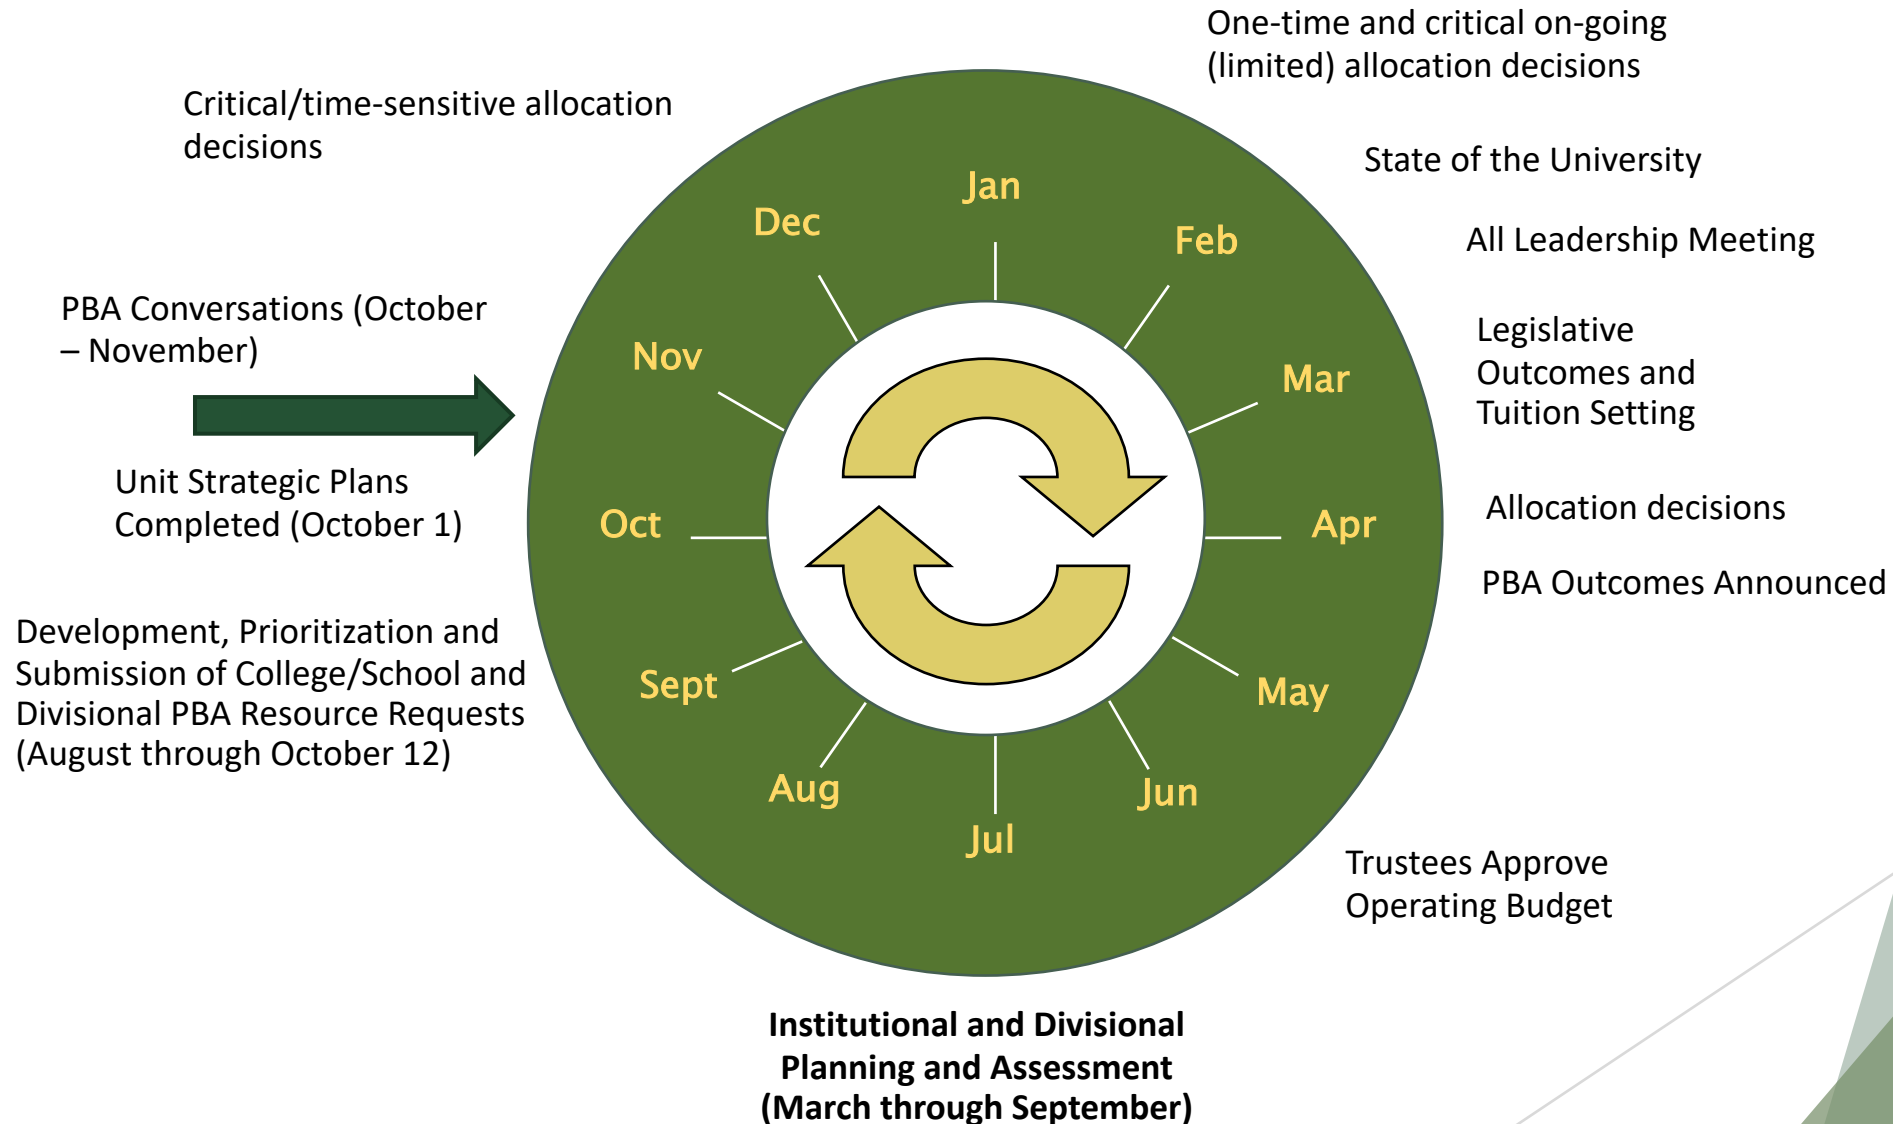 One-time and critical on-going
(limited) allocation decisions
Critical/time-sensitive allocation
decisions
State of the University
All Leadership Meeting
PBA Conversations (October
– November)
Legislative
Outcomes and
Tuition Setting
Unit Strategic Plans
Completed (October 1)
Allocation decisions
PBA Outcomes Announced
Development, Prioritization and
Submission of College/School and
Divisional PBA Resource Requests
(August through October 12)
Jan
Feb
Mar
Apr
May
Jun
Jul
Aug
Sept
Oct
Nov
Dec
Trustees Approve
Operating Budget
Institutional and Divisional
Planning and Assessment
(March through September)